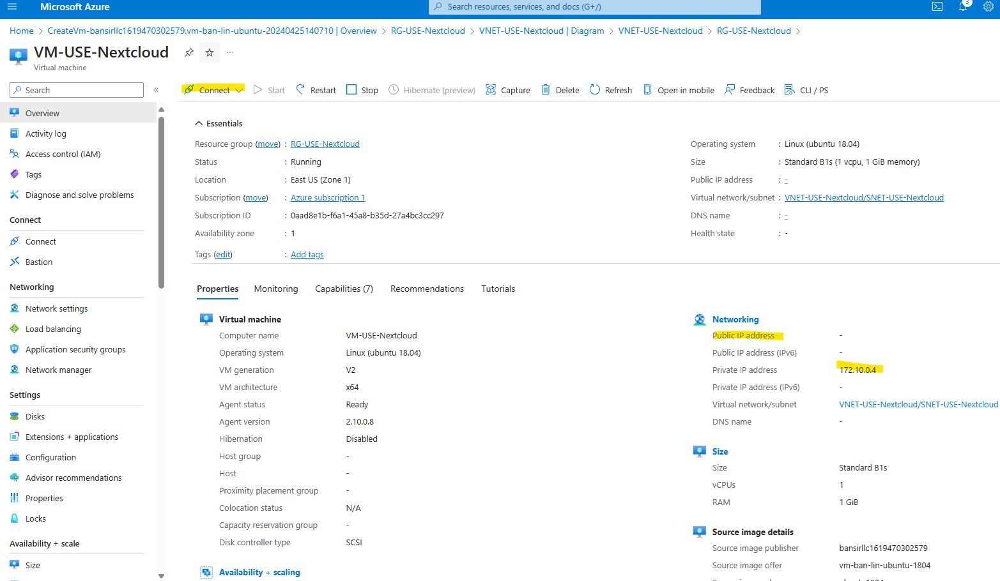 Microsoft Azure
Search resources, services, and docs (G+/)
3
Home > CreateVm-bansirllc1619470302579.vm-ban-lin-ubuntu-20240425140710 | Overview > RG-USE-Nextcloud > VNET-USE-Nextcloud | Diagram > VNET-USE-Nextcloud > RG-USE-Nextcloud >
VM-USE-Nextcloud
Virtual machine
Search
Connect
Start
Restart
Stop
Hibernate (preview)
Capture
Delete
Refresh
Open in mobile
Feedback
CLI / PS
Overview
Activity log
Access control (IAM)
Tags
Diagnose and solve problems
Connect
Connect
Bastion
Networking
Network settings
Load balancing
Application security groups
Network manager
Settings
Disks
Extensions + applications
Configuration
Advisor recommendations
Properties
Locks
Availability + scale
Size
Essentials
Resource group (move) : RG-USE-Nextcloud
Status : Running
Location : East US (Zone 1)
Subscription (move) : Azure subscription 1
Subscription ID : 0aad8e1b-f6a1-45a8-b35d-27a4bc3cc297
Availability zone : 1
Tags (edit) : Add tags
Operating system : Linux (ubuntu 18.04)
Size : Standard B1s (1 vcpu, 1 GiB memory)
Public IP address : -
Virtual network/subnet : VNET-USE-Nextcloud/SNET-USE-Nextcloud
DNS name : -
Health state : -
Properties
Monitoring
Capabilities (7)
Recommendations
Tutorials
Virtual machine
Computer name VM-USE-Nextcloud
Operating system Linux (ubuntu 18.04)
VM generation V2
VM architecture x64
Agent status Ready
Agent version 2.10.0.8
Hibernation Disabled
Host group -
Host -
Proximity placement group -
Colocation status N/A
Capacity reservation group -
Disk controller type SCSI
Availability + scaling
Networking
Public IP address -
Public IP address (IPv6) -
Private IP address 172.10.0.4
Private IP address (IPv6) -
Virtual network/subnet VNET-USE-Nextcloud/SNET-USE-Nextcloud
DNS name -
Size
Size Standard B1s
vCPUs 1
RAM 1 GiB
Source image details
Source image publisher bansirllc1619470302579
Source image offer vm-ban-lin-ubuntu-1804